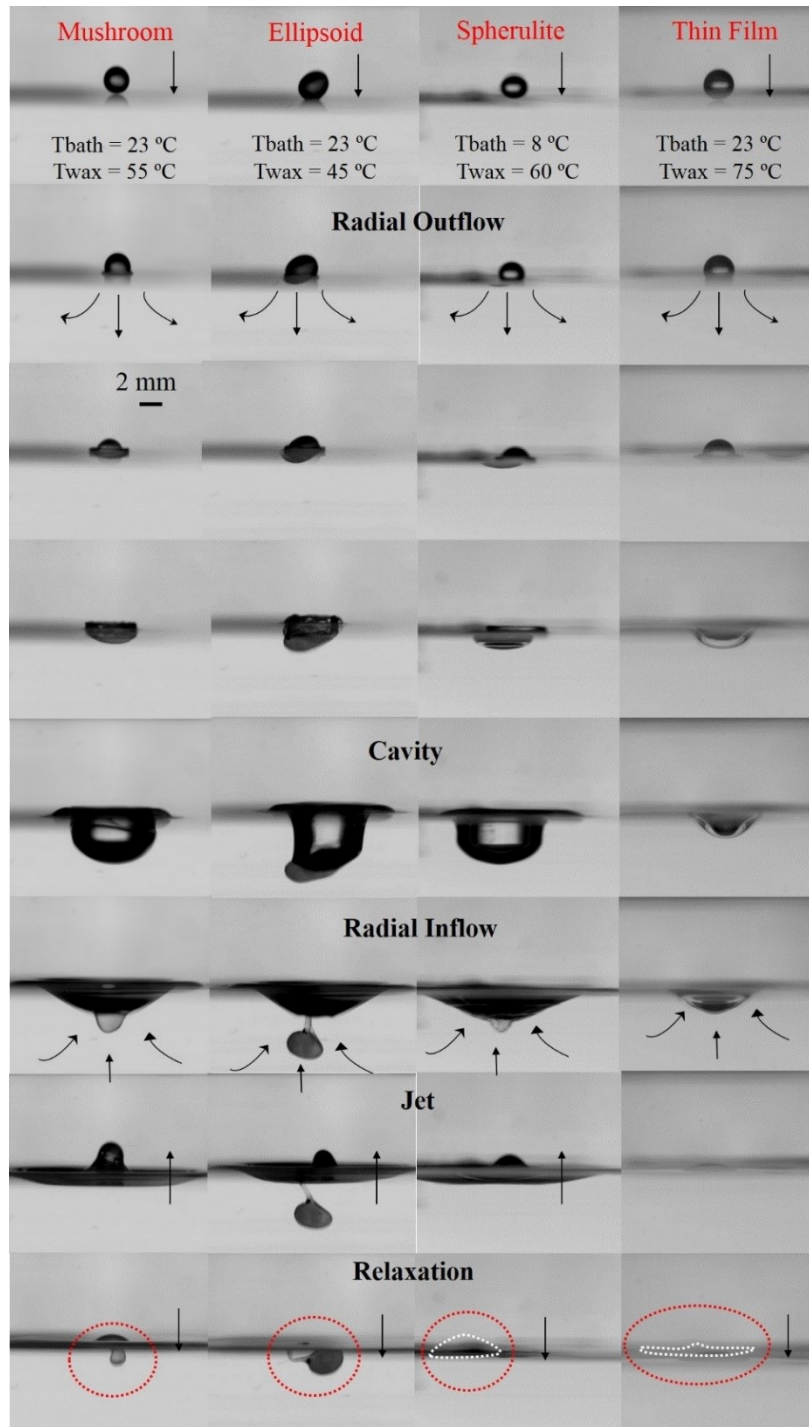 Mushroom
Ellipsoid
Spherulite
Thin Film
Tbath = 23 ºC
Twax = 55 ºC
Tbath = 23 ºC
Twax = 45 ºC
Tbath = 8 ºC
Twax = 60 ºC
Tbath = 23 ºC
Twax = 75 ºC
Radial Outflow
2 mm
Cavity
Radial Inflow
Jet
Relaxation